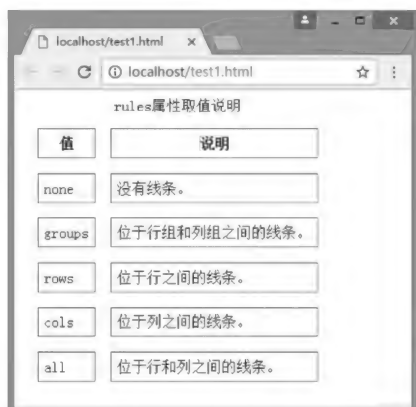 localhost/test1.html ×
localhost/test1.html
rules属性取值说明
值 说明
none 没有线条。
groups 位于行组和列组之间的线条。
rows 位于行之间的线条。
cols 位于列之间的线条。
all 位于行和列之间的线条。